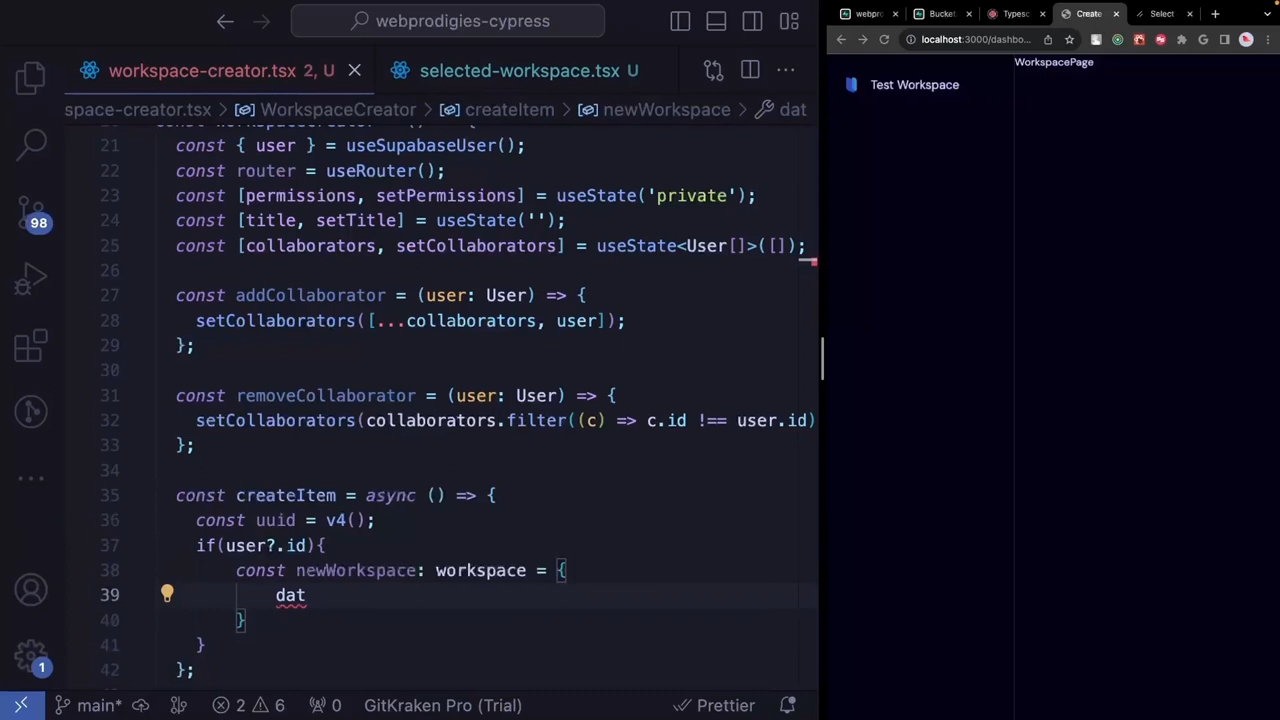 webprodigies-cypress
webpro
Bucket
Typesc
Create
Select
localhost:3000/dashbo...
workspace-creator.tsx 2, U
selected-workspace.tsx U
space-creator.tsx > WorkspaceCreator > createItem > newWorkspace > dat
WorkspacePage
Test Workspace
21 const { user } = useSupabaseUser();
22 const router = useRouter();
23 const [permissions, setPermissions] = useState('private');
24 const [title, setTitle] = useState('');
25 const [collaborators, setCollaborators] = useState<User[]>([]);
26
27 const addCollaborator = (user: User) => {
28 setCollaborators([...collaborators, user]);
29 };
30
31 const removeCollaborator = (user: User) => {
32 setCollaborators(collaborators.filter((c) => c.id !== user.id)
33 };
34
35 const createItem = async () => {
36 const uuid = v4();
37 if(user?.id){
38 const newWorkspace: workspace = {
39 dat
40 }
41 }
42 };
98
1
main*
2
6
0
GitKraken Pro (Trial)
Prettier